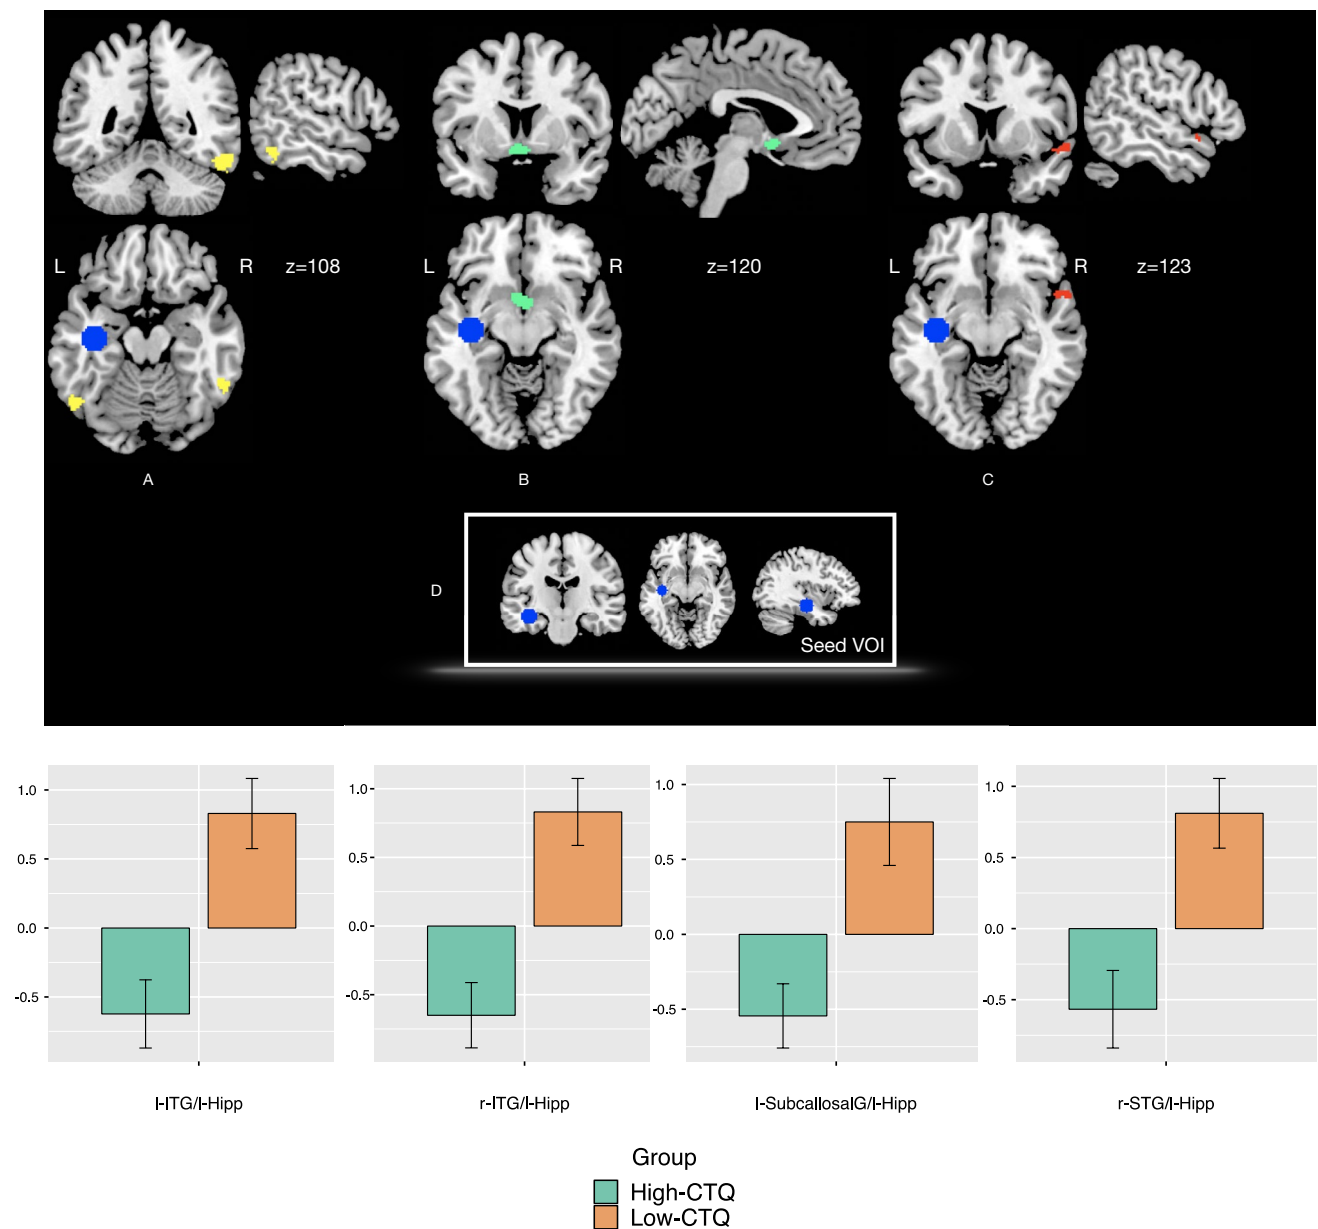 L R z=108
L R z=120
L R z=123
A
B
C
D
Seed VOI
1.0
0.5
0.0
-0.5
l-ITG/l-Hipp
1.0
0.5
0.0
-0.5
r-ITG/l-Hipp
1.0
0.5
0.0
-0.5
l-SubcallosalG/l-Hipp
1.0
0.5
0.0
-0.5
r-STG/l-Hipp
Group
High-CTQ
Low-CTQ